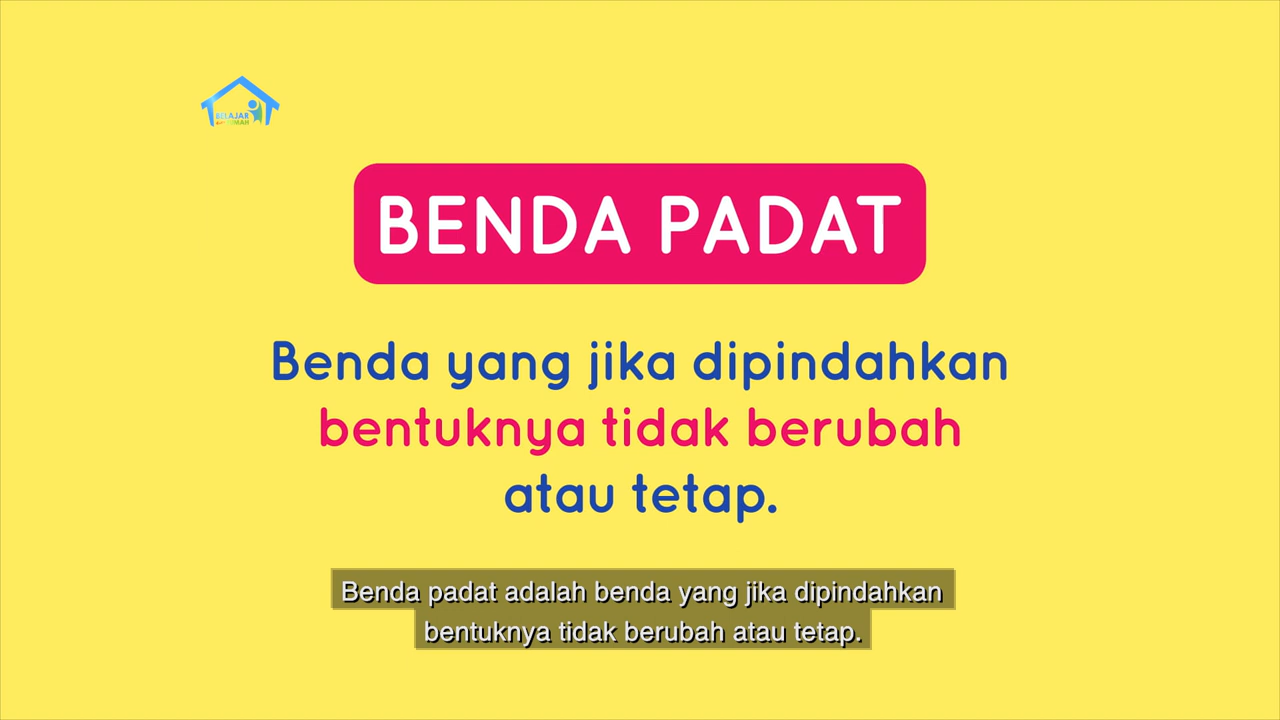 BELAJAR
BENDA PADAT
Benda yang jika dipindahkan
bentuknya tidak berubah
atau tetap.
Benda padat adalah benda yang jika dipindahkan
bentuknya tidak berubah atau tetap.